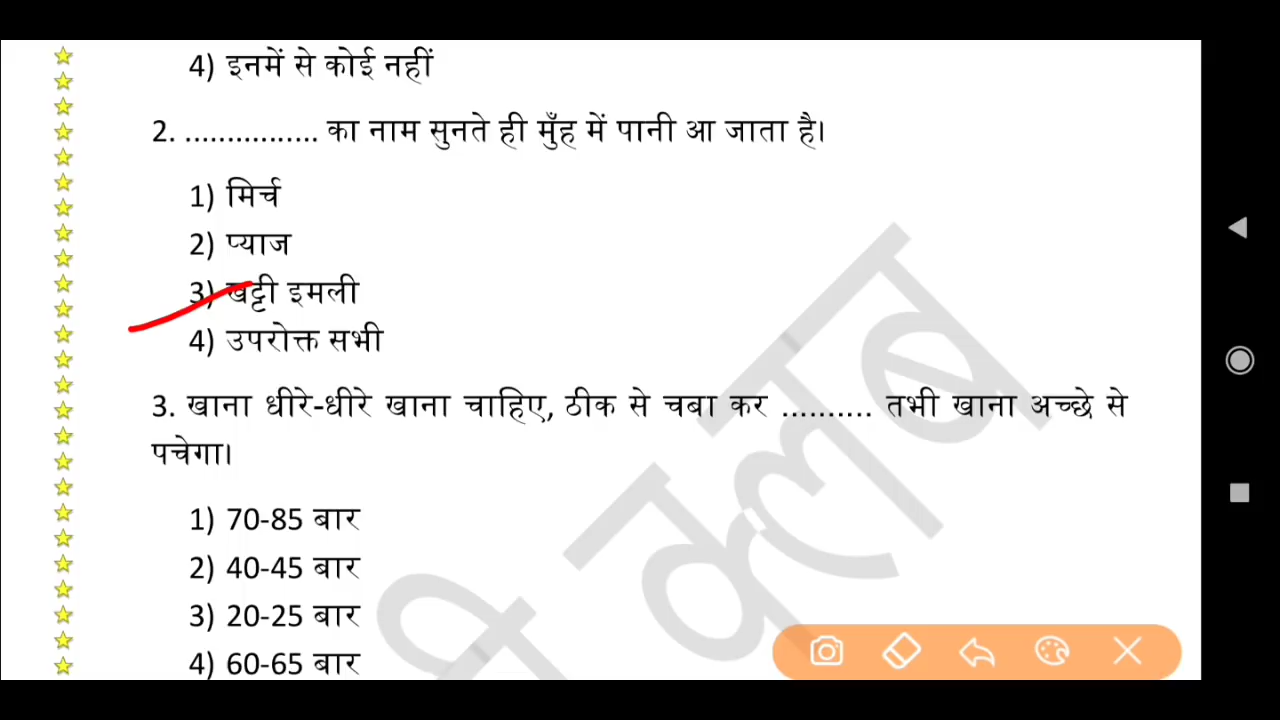 4) इनमें से कोई नहीं
2. ................ का नाम सुनते ही मुँह में पानी आ जाता है।
1) मिर्च
2) प्याज
3) खट्टी इमली
4) उपरोक्त सभी
3. खाना धीरे-धीरे खाना चाहिए, ठीक से चबा कर .......... तभी खाना अच्छे से
पचेगा।
1) 70-85 बार
2) 40-45 बार
3) 20-25 बार
4) 60-65 बार
क्लब